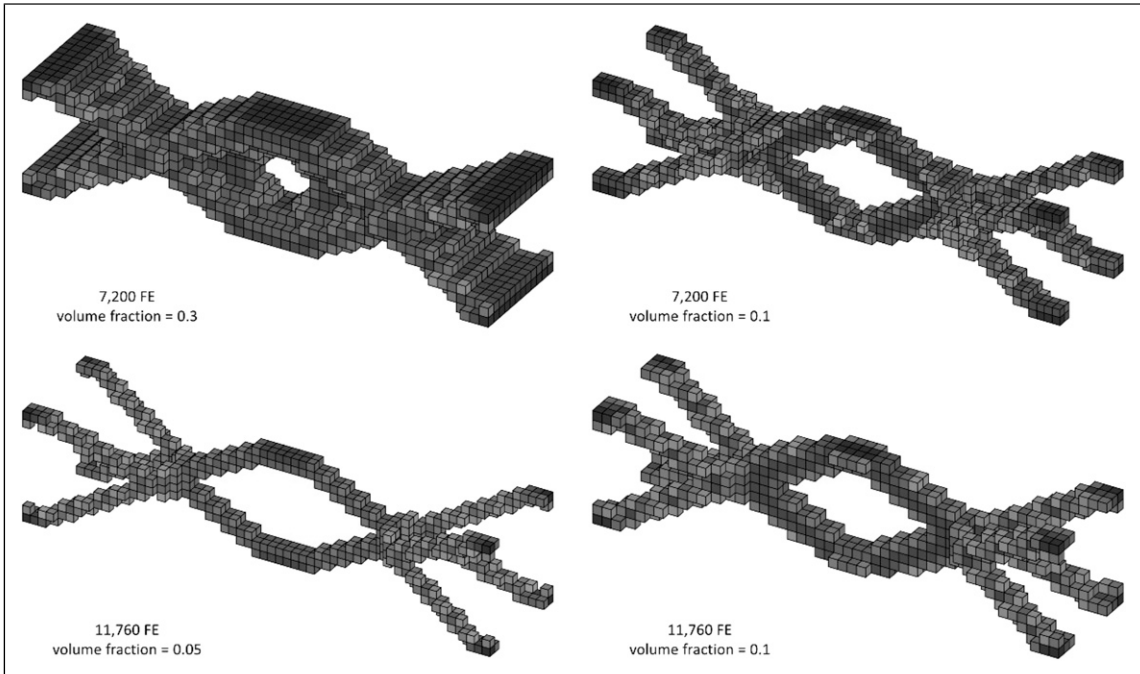 7,200 FE
volume fraction = 0.3
7,200 FE
volume fraction = 0.1
11,760 FE
volume fraction = 0.05
11,760 FE
volume fraction = 0.1